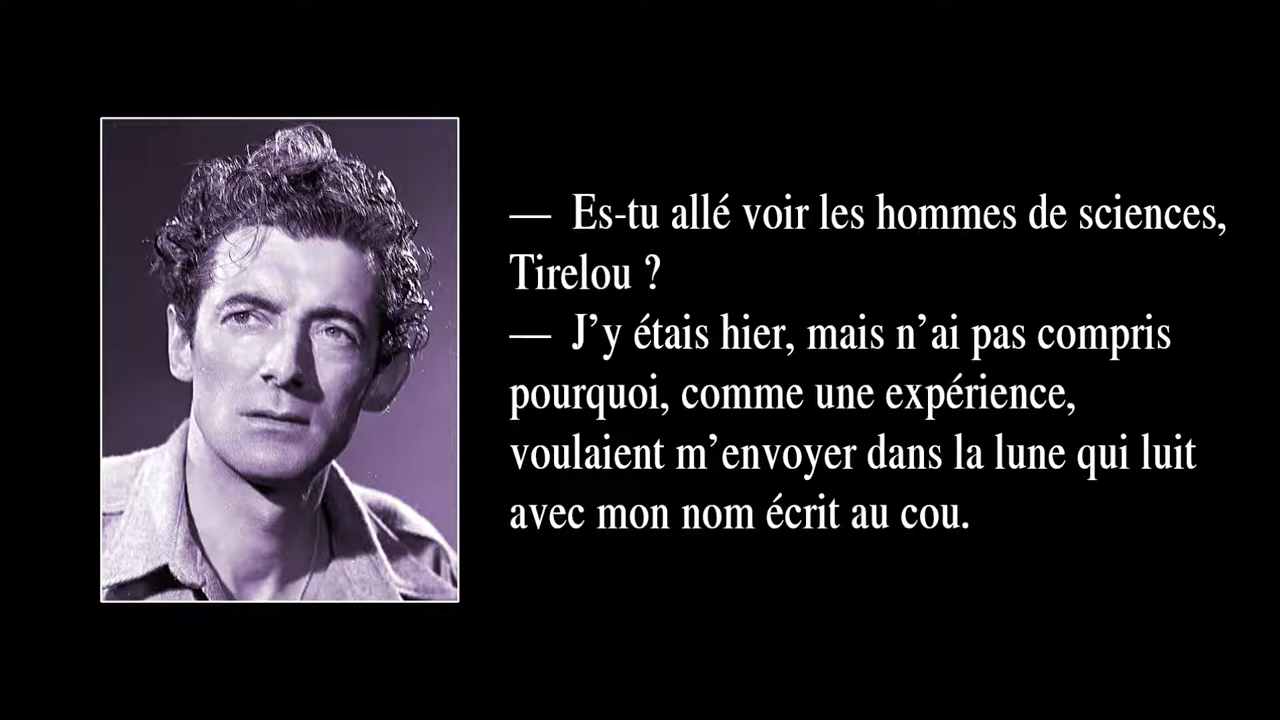 — Es-tu allé voir les hommes de sciences,
Tirelou ?
— J’y étais hier, mais n’ai pas compris
pourquoi, comme une expérience,
voulaient m’envoyer dans la lune qui luit
avec mon nom écrit au cou.